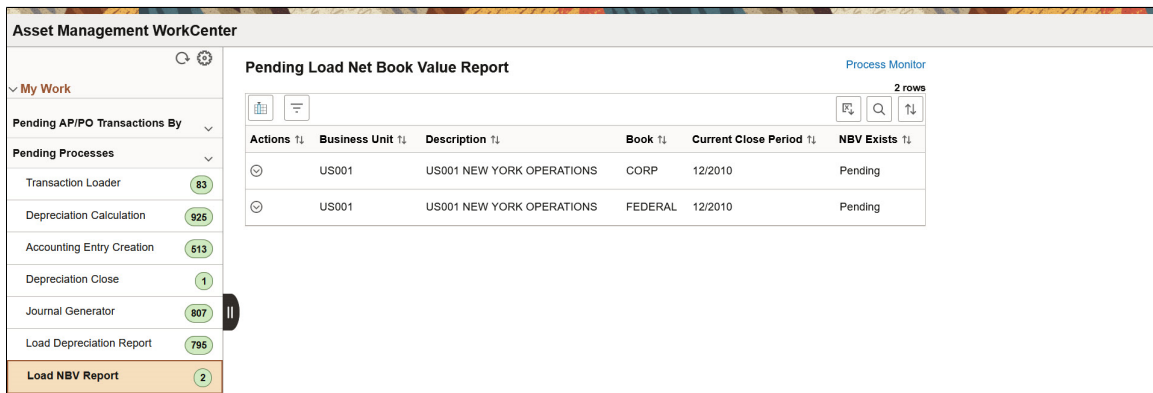 Asset Management WorkCenter
My Work
Pending AP/PO Transactions By
Pending Processes
Transaction Loader 83
Depreciation Calculation 925
Accounting Entry Creation 513
Depreciation Close 1
Journal Generator 807
Load Depreciation Report 795
Load NBV Report 2
Pending Load Net Book Value Report
Process Monitor
2 rows
Actions Business Unit Description Book Current Close Period NBV Exists
US001 US001 NEW YORK OPERATIONS CORP 12/2010 Pending
US001 US001 NEW YORK OPERATIONS FEDERAL 12/2010 Pending